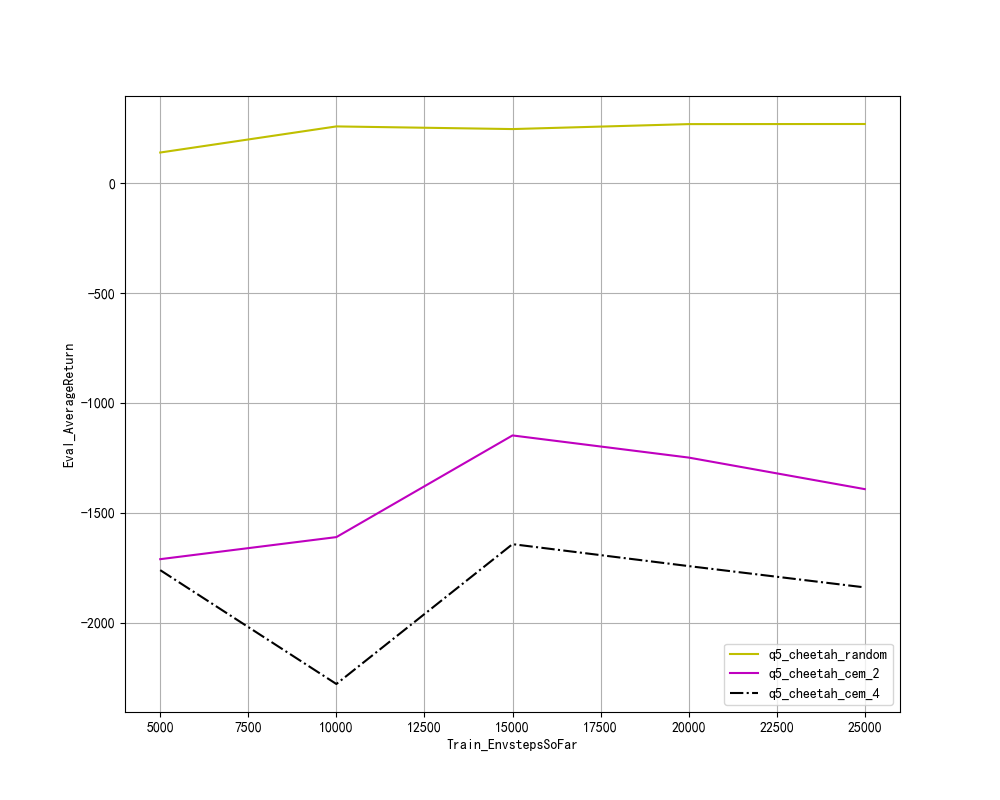 0
−500
−1000
−1500
−2000
Eval_AverageReturn
q5_cheetah_random
q5_cheetah_cem_2
q5_cheetah_cem_4
5000 7500 10000 12500 15000 17500 20000 22500 25000
Train_EnvstepsSoFar